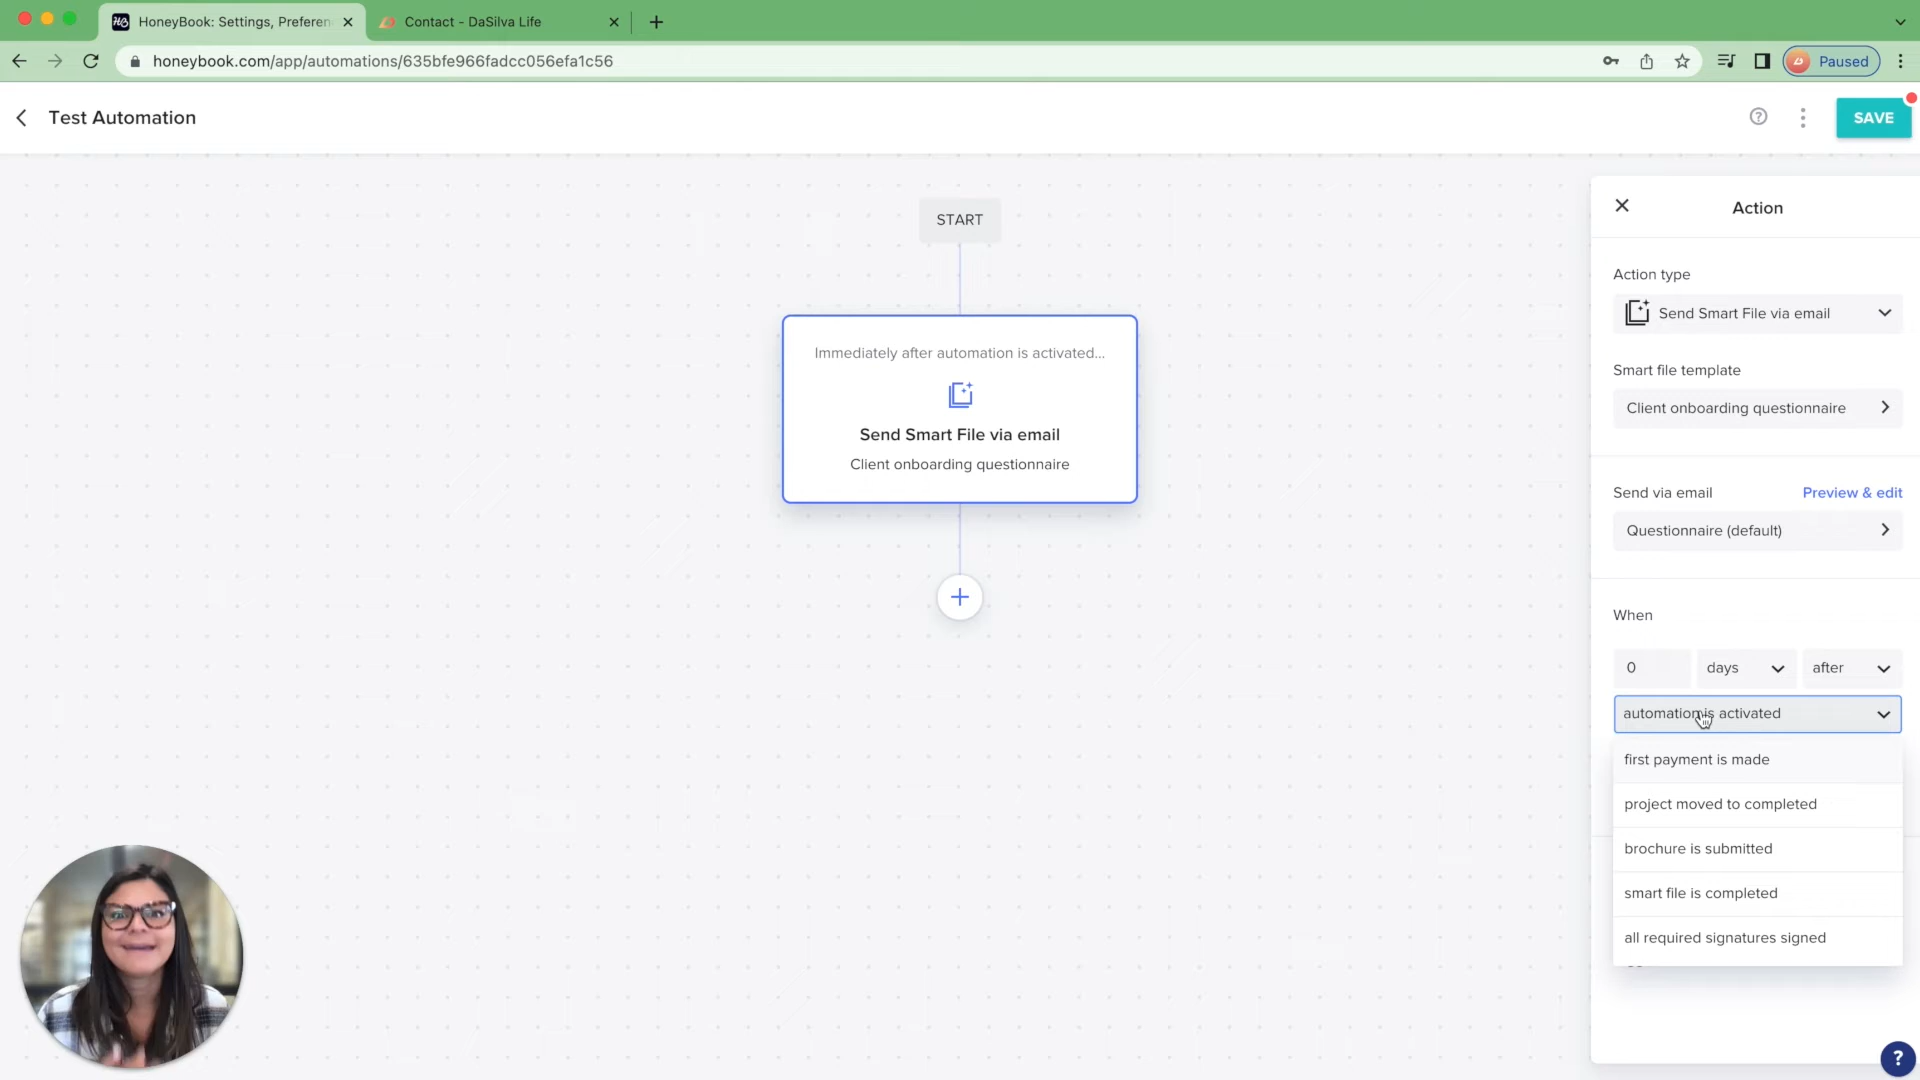 HoneyBook: Settings, Preferen
Contact - DaSilva Life
honeybook.com/app/automations/635bfe966fadcc056efa1c56
Paused
Test Automation
SAVE
START
Immediately after automation is activated...
Send Smart File via email
Client onboarding questionnaire
Action
Action type
Send Smart File via email
Smart file template
Client onboarding questionnaire
Send via email
Preview & edit
Questionnaire (default)
When
0
days
after
automation is activated
first payment is made
project moved to completed
brochure is submitted
smart file is completed
all required signatures signed